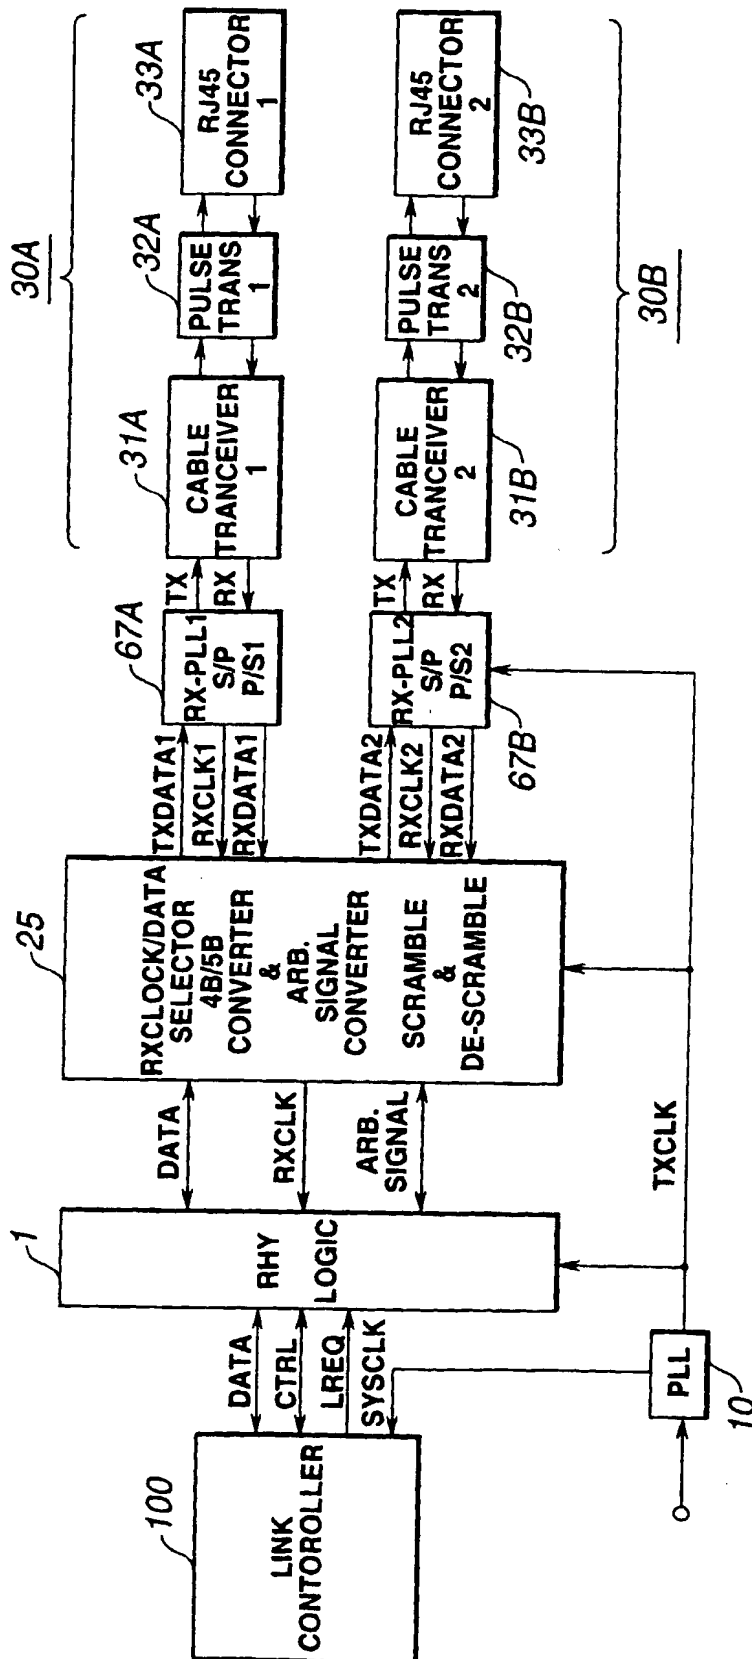 30A
33A
RJ45
CONNECTOR
1
32A
PULSE
TRANS
1
31A
CABLE
TRANCEIVER
1
TX
RX
67A
RX-PLL1
S/P
P/S1
TXDATA1
RXCLK1
RXDATA1
33B
RJ45
CONNECTOR
2
32B
PULSE
TRANS
2
31B
CABLE
TRANCEIVER
2
30B
TX
RX
67B
RX-PLL2
S/P
P/S2
TXDATA2
RXCLK2
RXDATA2
25
RXCLOCK/DATA
SELECTOR
4B/5B
CONVERTER
&
ARB.
SIGNAL
CONVERTER
SCRAMBLE
&
DE-SCRAMBLE
DATA
RXCLK
ARB.
SIGNAL
1
RHY
LOGIC
TXCLK
DATA
CTRL
LREQ
SYSCLK
100
LINK
CONTOROLLER
PLL
10